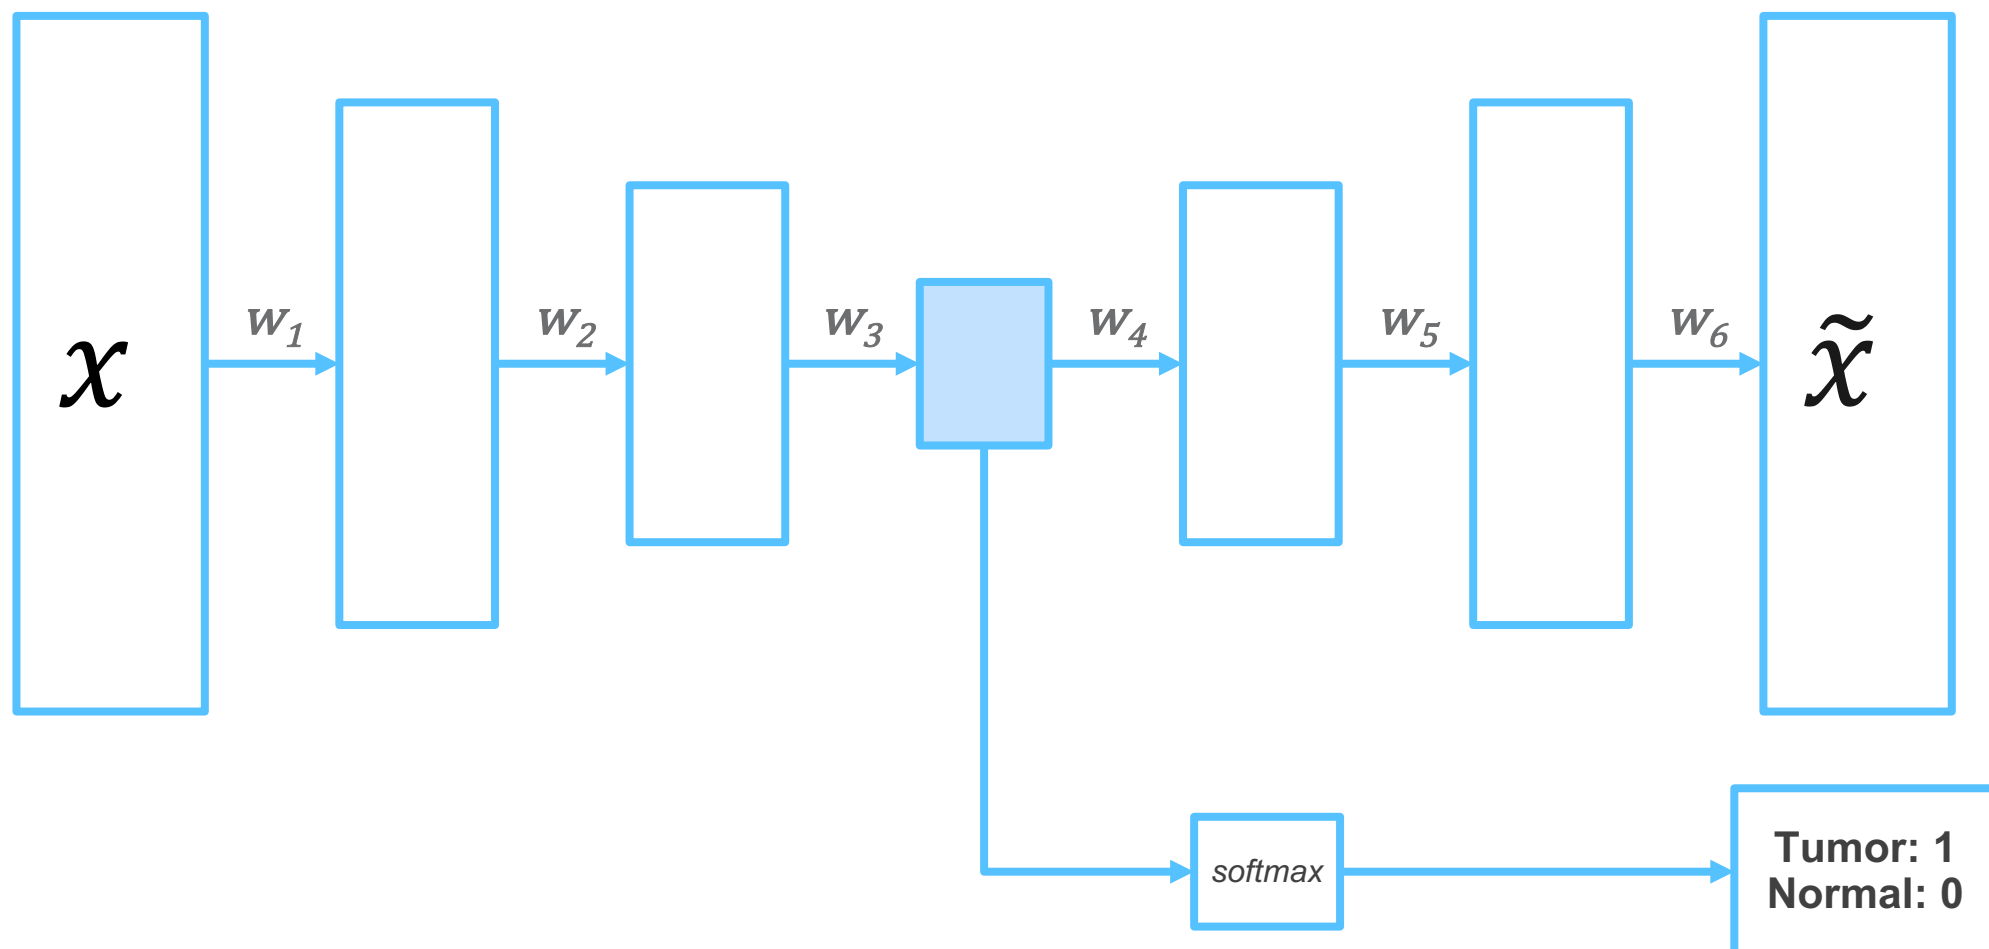 x
w₁
w₂
w₃
w₄
w₅
w₆
x̃
softmax
Tumor: 1
Normal: 0